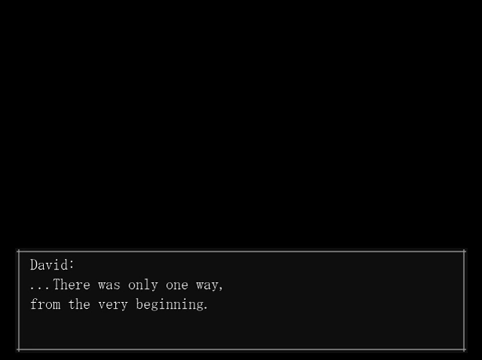 David:
...There was only one way,
from the very beginning.